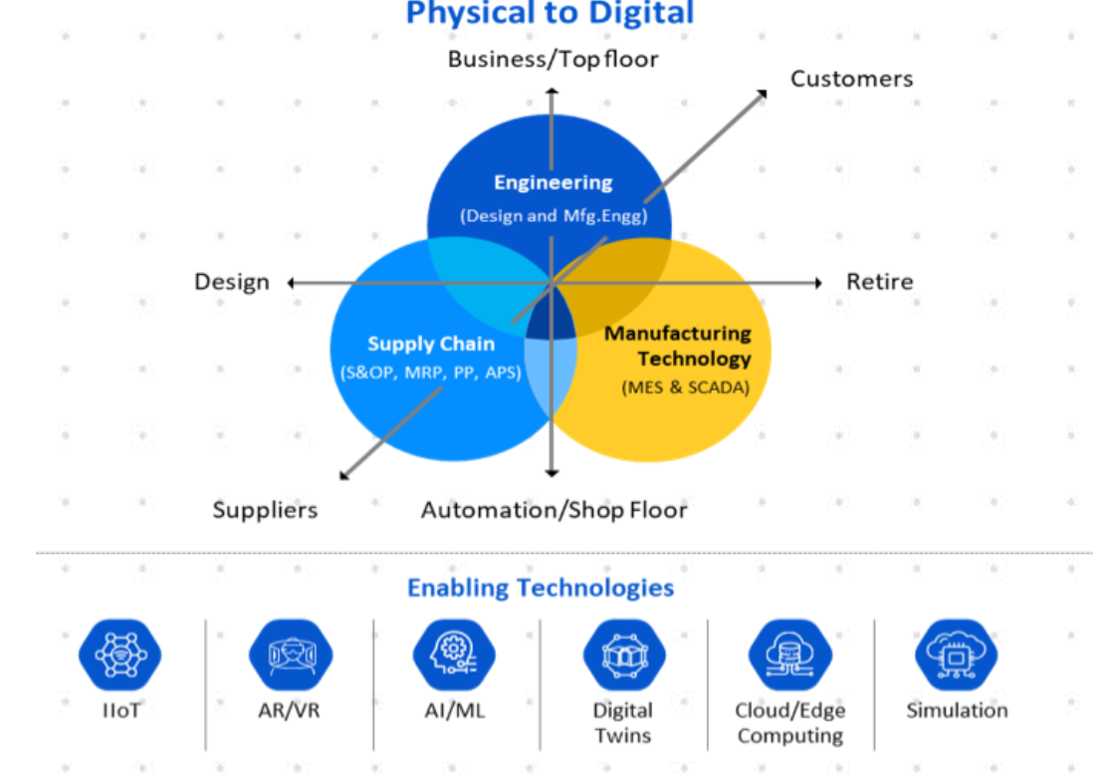 Physical to Digital
Business/Top floor
Customers
Engineering
(Design and Mfg.Engg)
Design
Retire
Supply Chain
(S&OP, MRP, PP, APS)
Manufacturing
Technology
(MES & SCADA)
Suppliers
Automation/Shop Floor
Enabling Technologies
IIoT
AR/VR
AI/ML
Digital
Twins
Cloud/Edge
Computing
Simulation